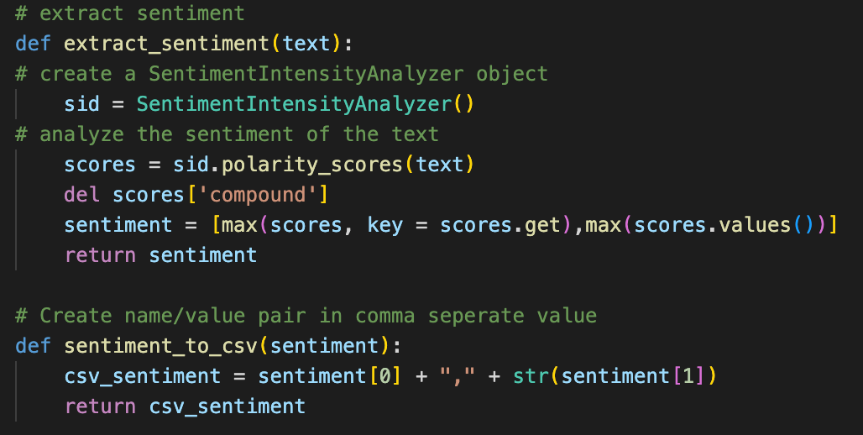 # extract sentiment
def extract_sentiment(text):
# create a SentimentIntensityAnalyzer object
    sid = SentimentIntensityAnalyzer()
# analyze the sentiment of the text
    scores = sid.polarity_scores(text)
    del scores['compound']
    sentiment = [max(scores, key = scores.get),max(scores.values())]
    return sentiment

# Create name/value pair in comma seperate value
def sentiment_to_csv(sentiment):
    csv_sentiment = sentiment[0] + "," + str(sentiment[1])
    return csv_sentiment